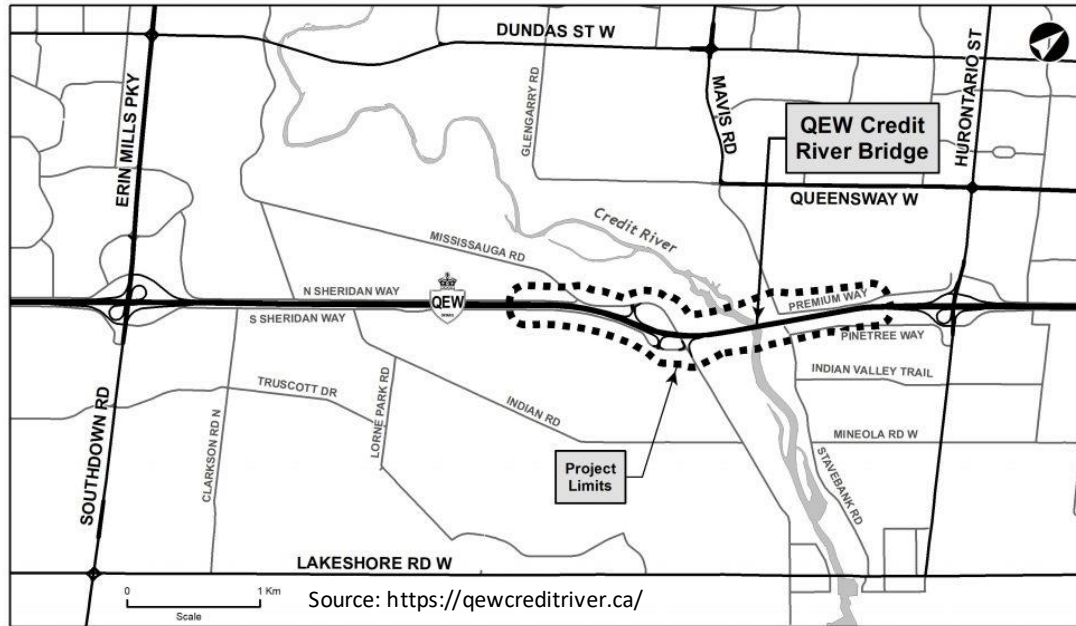 DUNDAS ST W
ERIN MILLS PKY
GLENGARRY RD
MAVIS RD
HURONTARIO ST
QEW Credit
River Bridge
QUEENSWAY W
Credit River
MISSISSAUGA RD
N SHERIDAN WAY
QEW
PREMIUM WAY
S SHERIDAN WAY
PINETREE WAY
INDIAN VALLEY TRAIL
TRUSCOTT DR
LORNE PARK RD
INDIAN RD
MINEOLA RD W
SOUTHDOWN RD
CLARKSON RD N
Project
Limits
STAVEBANK RD
LAKESHORE RD W
0 1 Km
Scale
Source: https://qewcreditriver.ca/